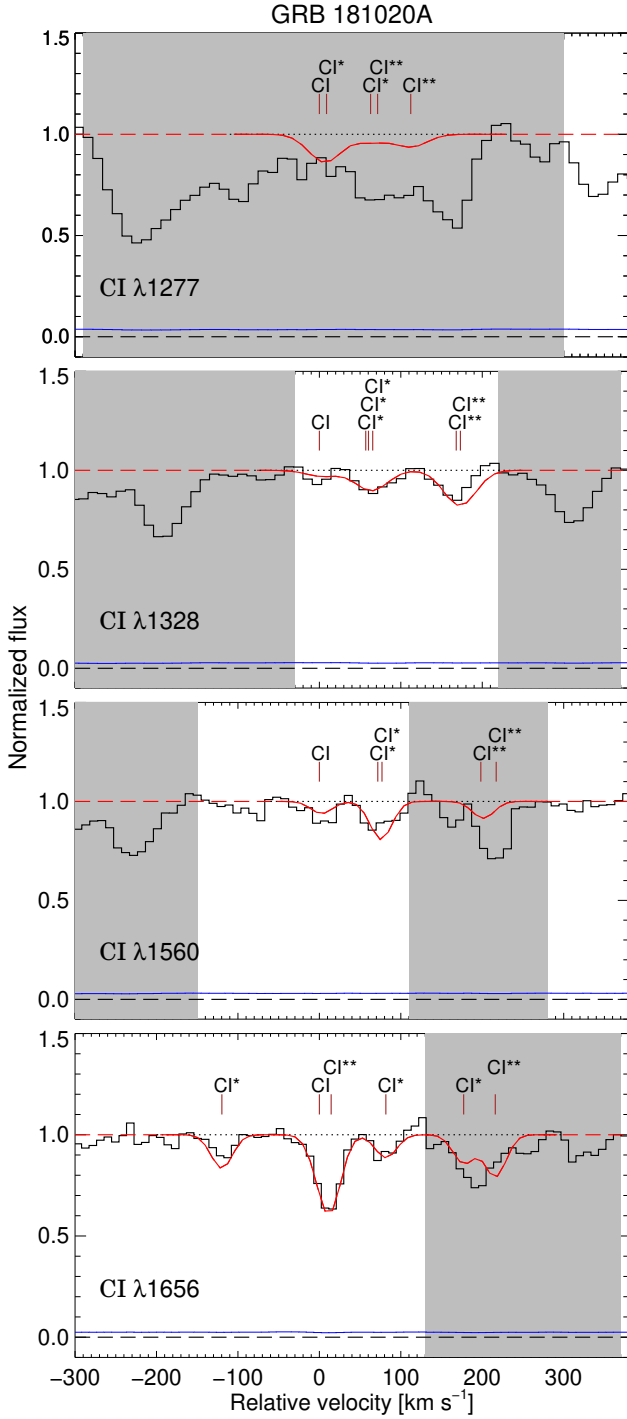 GRB 181020A
1.5
CI* CI**
CI CI* CI**
1.0
0.5
CI λ1277
0.0
1.5
CI*
CI* CI**
CI CI* CI**
1.0
0.5
CI λ1328
0.0
Normalized flux
1.5
CI* CI**
CI CI* CI**
1.0
0.5
CI λ1560
0.0
1.5
CI** CI**
CI* CI CI* CI*
1.0
0.5
CI λ1656
0.0
−300 −200 −100 0 100 200 300
Relative velocity [km s⁻¹]